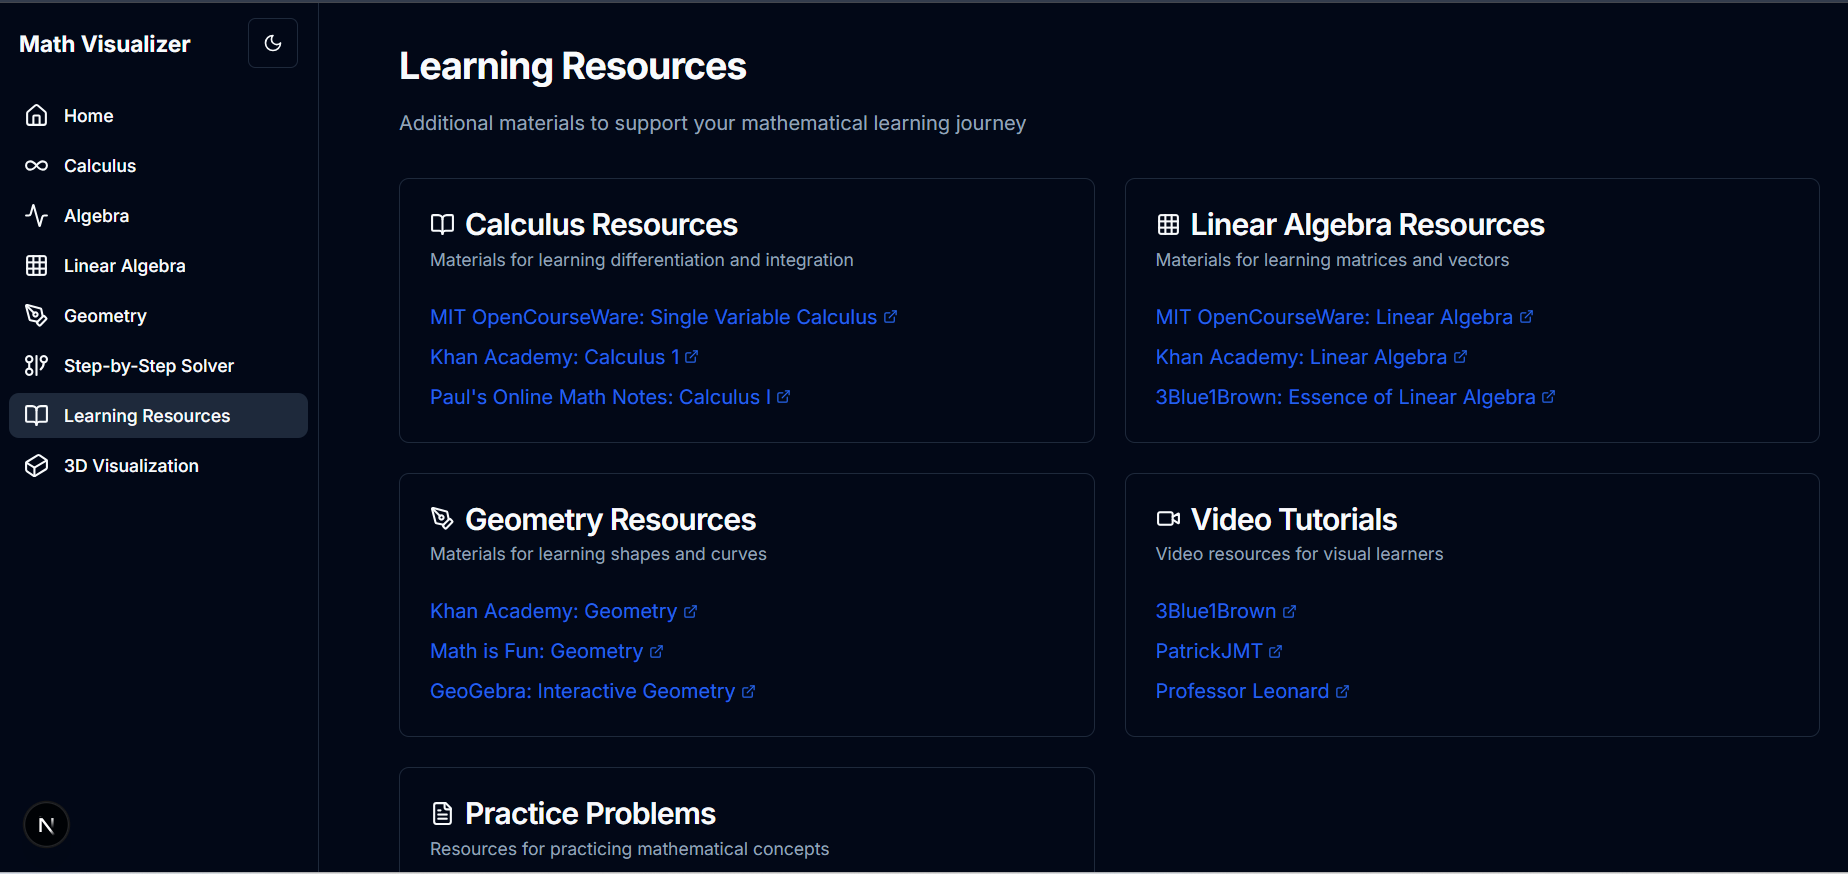 Math Visualizer
Home
Calculus
Algebra
Linear Algebra
Geometry
Step-by-Step Solver
Learning Resources
3D Visualization
N
Learning Resources
Additional materials to support your mathematical learning journey
Calculus Resources
Materials for learning differentiation and integration
MIT OpenCourseWare: Single Variable Calculus
Khan Academy: Calculus 1
Paul's Online Math Notes: Calculus I
Linear Algebra Resources
Materials for learning matrices and vectors
MIT OpenCourseWare: Linear Algebra
Khan Academy: Linear Algebra
3Blue1Brown: Essence of Linear Algebra
Geometry Resources
Materials for learning shapes and curves
Khan Academy: Geometry
Math is Fun: Geometry
GeoGebra: Interactive Geometry
Video Tutorials
Video resources for visual learners
3Blue1Brown
PatrickJMT
Professor Leonard
Practice Problems
Resources for practicing mathematical concepts